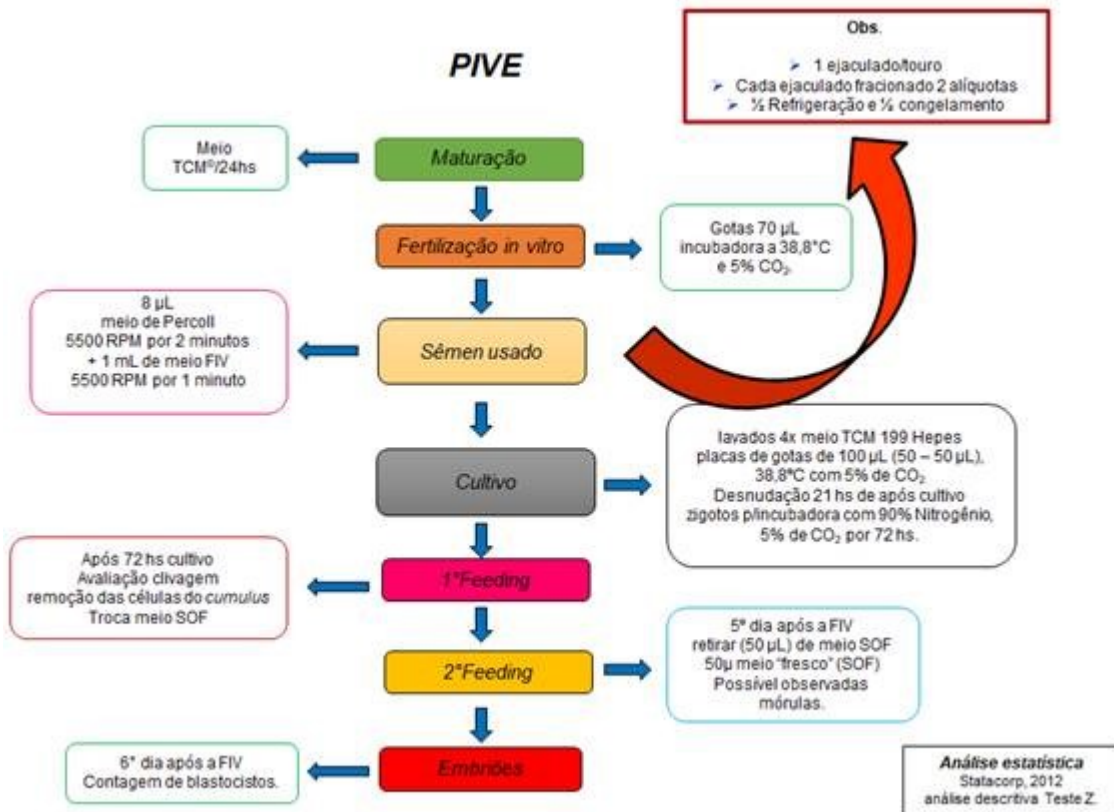 PIVE
Obs.
➢ 1 ejaculado/touro
➢ Cada ejaculado fracionado 2 alíquotas
➢ ½ Refrigeração e ½ congelamento
Meio
TCM®/24hs
Maturação
Fertilização in vitro
Gotas 70 µL
incubadora a 38,8°C
e 5% CO₂.
8 µL
meio de Percoll
5500 RPM por 2 minutos
+ 1 mL de meio FIV
5500 RPM por 1 minuto
Sêmen usado
Cultivo
lavados 4x meio TCM 199 Hepes
placas de gotas de 100 µL (50 – 50 µL),
38,8°C com 5% de CO₂
Desnudação 21 hs de após cultivo
zigotos p/incubadora com 90% Nitrogênio,
5% de CO₂ por 72 hs.
Após 72 hs cultivo
Avaliação clivagem
remoção das células do cumulus
Troca meio SOF
1°Feeding
2°Feeding
5° dia após a FIV
retirar (50 µL) de meio SOF
50µ meio “fresco” (SOF)
Possível observadas
mórulas.
6° dia após a FIV
Contagem de blastocistos.
Embriões
Análise estatística
Statacorp, 2012
análise descritiva Teste Z.